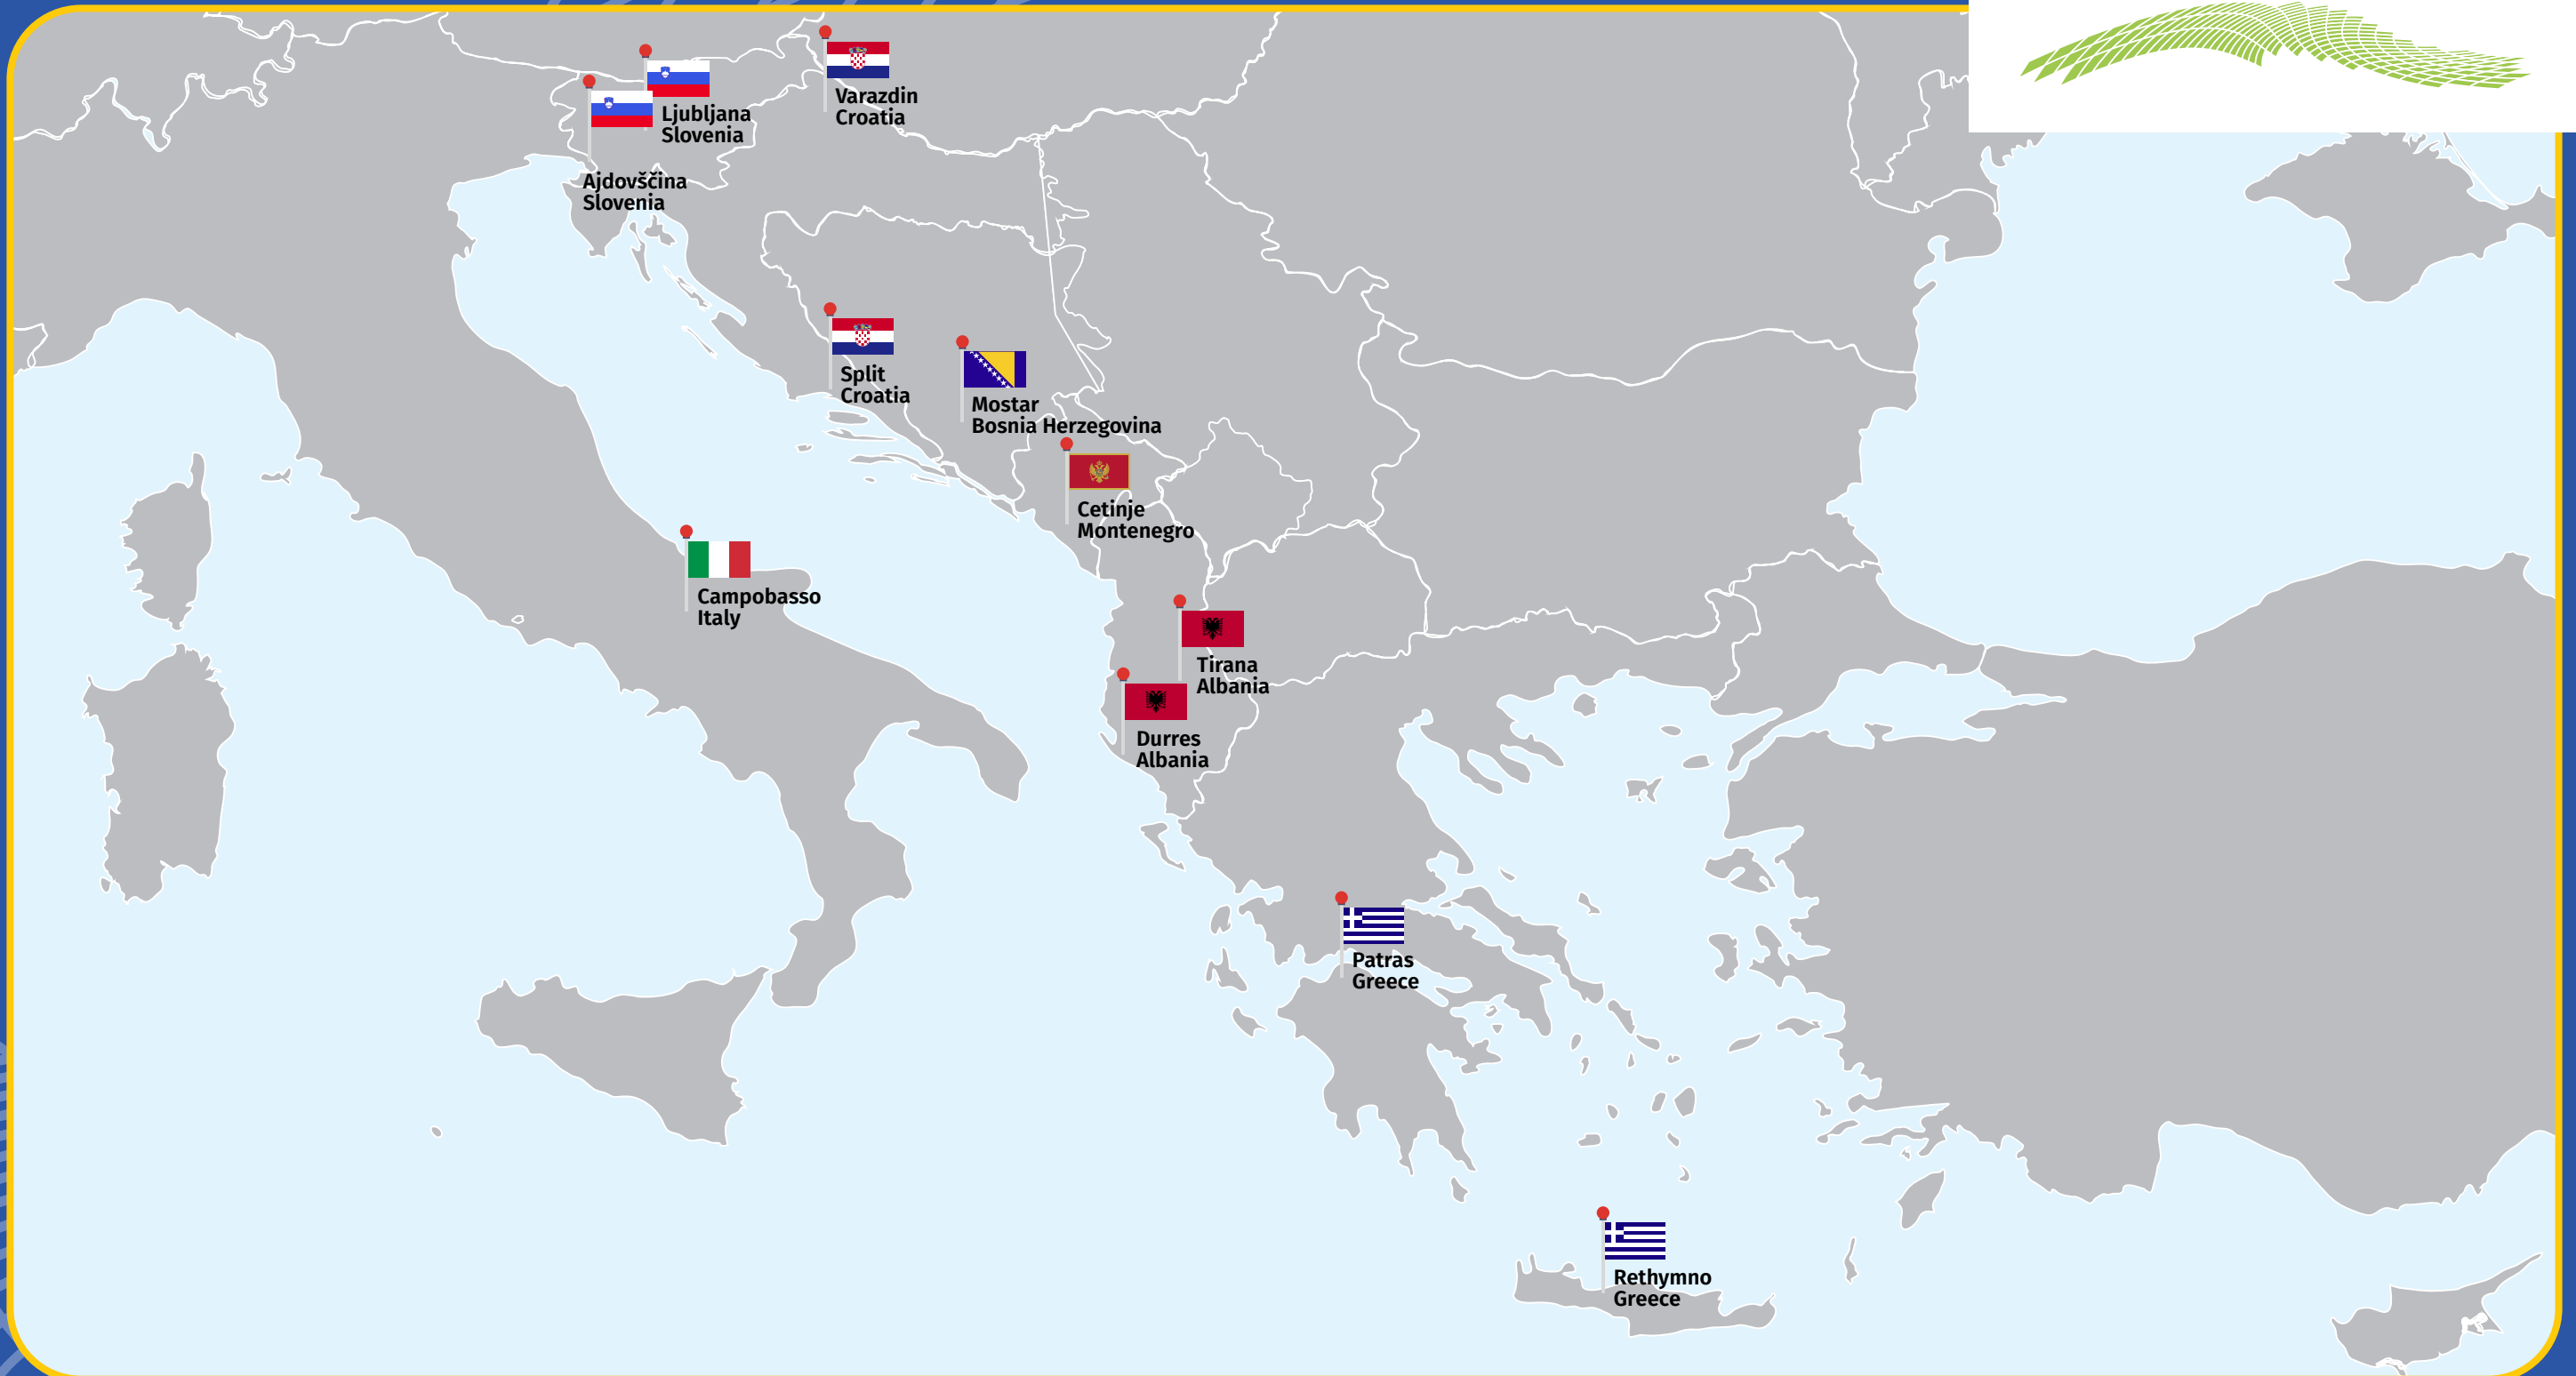 Varazdin
Croatia
Ljubljana
Slovenia
Ajdovščina
Slovenia
Split
Croatia
Mostar
Bosnia Herzegovina
Cetinje
Montenegro
Campobasso
Italy
Tirana
Albania
Durres
Albania
Patras
Greece
Rethymno
Greece